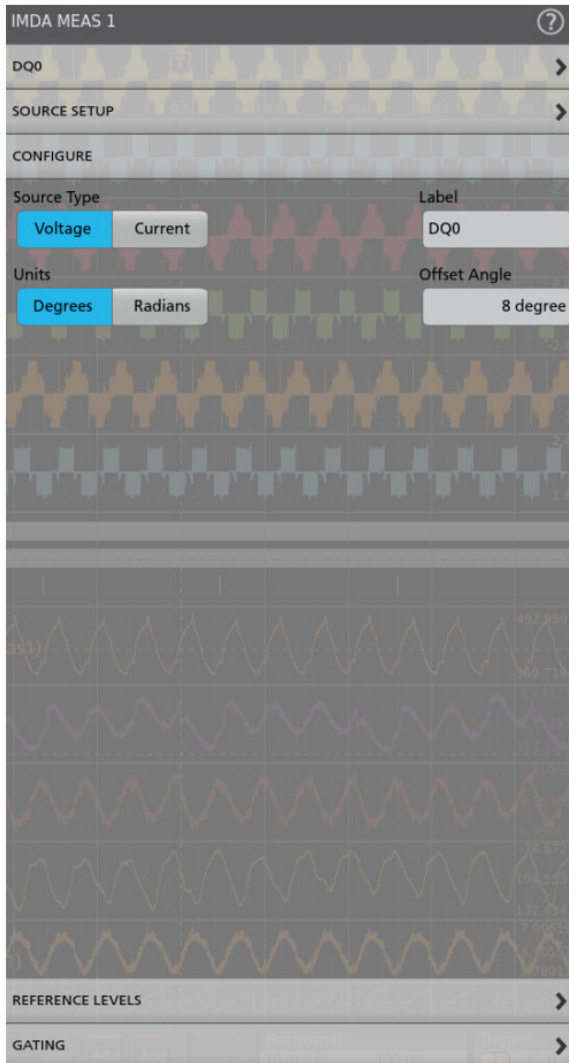 IMDA MEAS 1 ?
DQ0
SOURCE SETUP
CONFIGURE
Source Type Label
Voltage Current DQ0
Units Offset Angle
Degrees Radians 8 degree
REFERENCE LEVELS
GATING